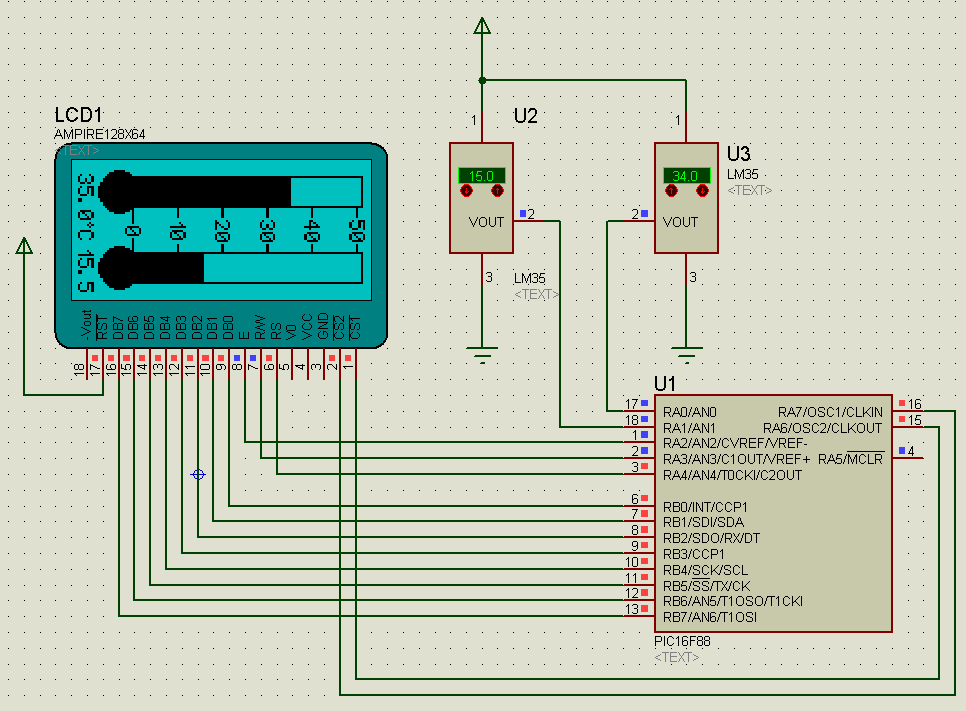 LCD1
AMPIRE128X64
<TEXT>
35.0°C 15.5
0 10 20 30 40 50
-Vout
RST
DB7
DB6
DB5
DB4
DB3
DB2
DB1
DB0
E
R/W
RS
V0
VCC
GND
CS2
CS1
18 17 16 15 14 13 12 11 10 9 8 7 6 5 4 3 2 1
U2
1
15.0
VOUT
2
3
LM35
<TEXT>
U3
LM35
<TEXT>
1
34.0
2
VOUT
3
U1
17 RA0/AN0
18 RA1/AN1
1 RA2/AN2/CVREF/VREF-
2 RA3/AN3/C1OUT/VREF+
3 RA4/AN4/T0CKI/C2OUT
6 RB0/INT/CCP1
7 RB1/SDI/SDA
8 RB2/SDO/RX/DT
9 RB3/CCP1
10 RB4/SCK/SCL
11 RB5/SS/TX/CK
12 RB6/AN5/T1OSO/T1CKI
13 RB7/AN6/T1OSI
RA7/OSC1/CLKIN 16
RA6/OSC2/CLKOUT 15
RA5/MCLR 4
PIC16F88
<TEXT>